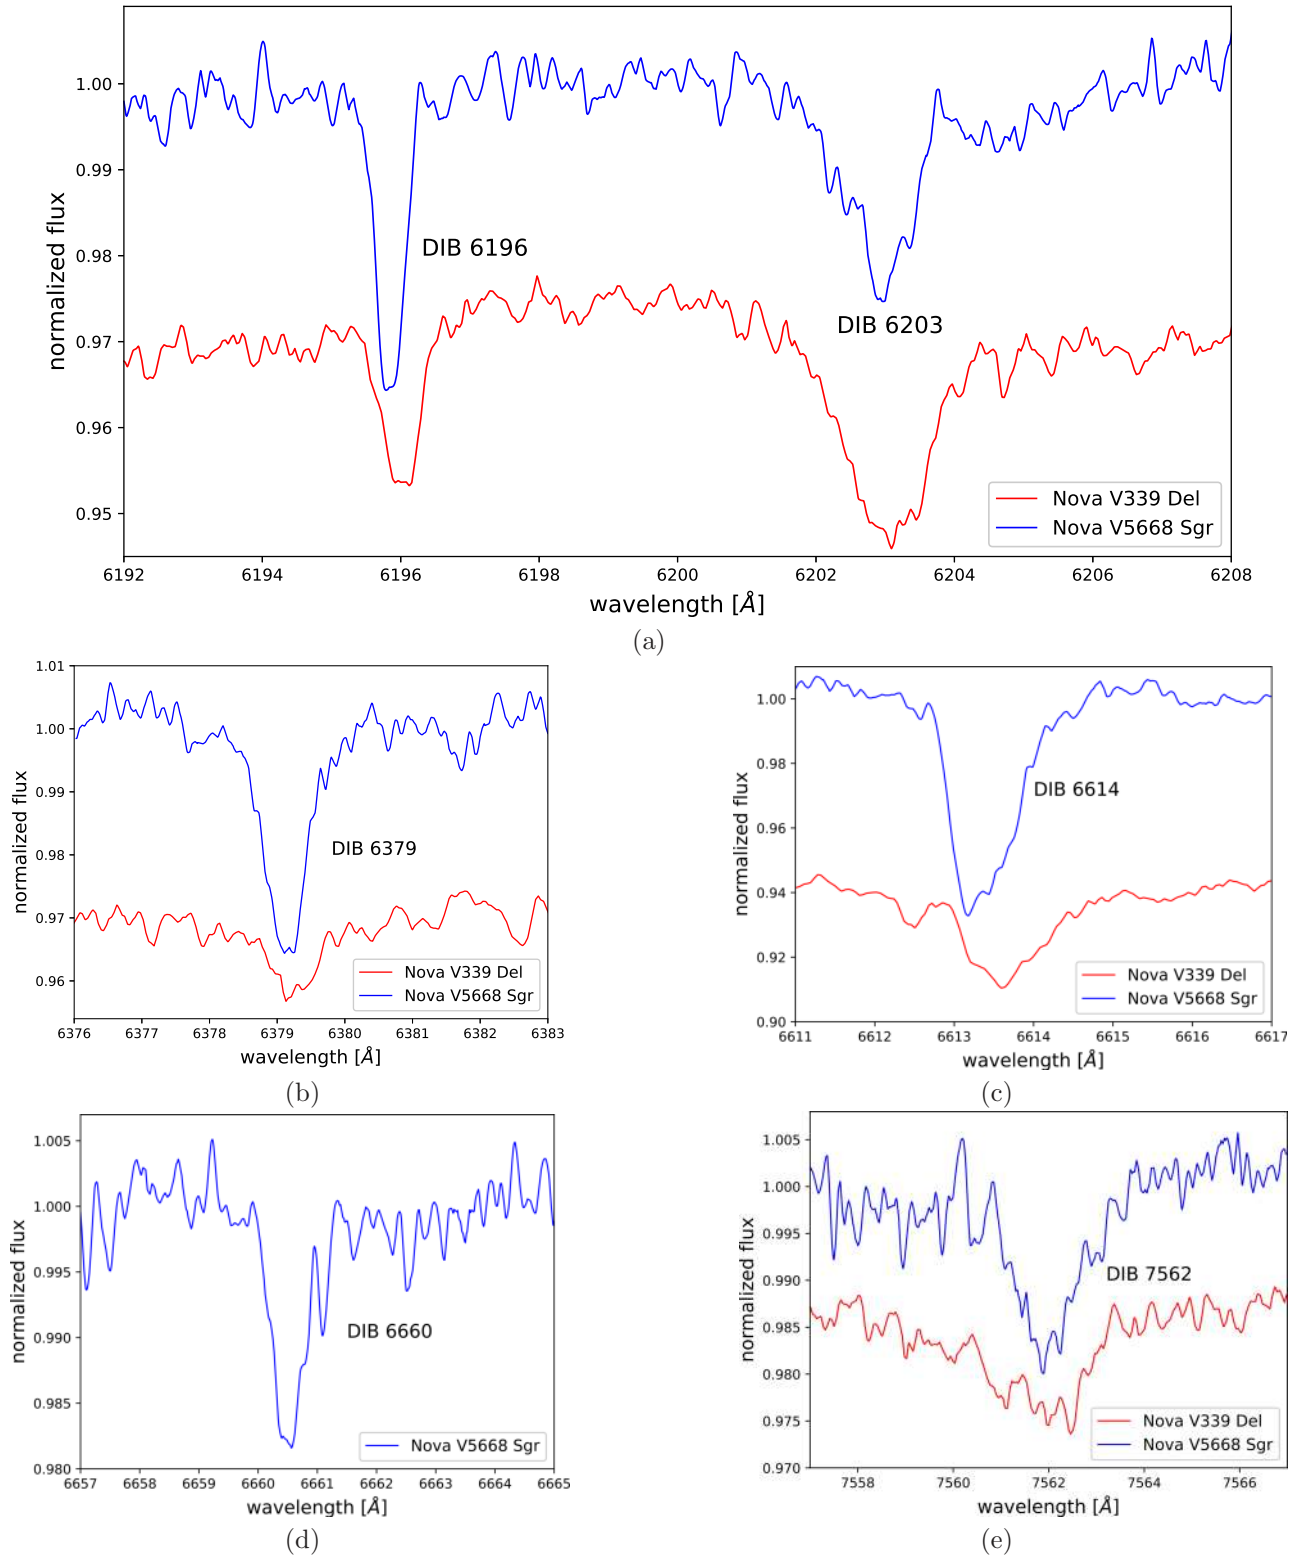 1.00
0.99
0.98
0.97
0.96
0.95
normalized flux
DIB 6196
DIB 6203
Nova V339 Del
Nova V5668 Sgr
6192 6194 6196 6198 6200 6202 6204 6206 6208
wavelength [Å]
(a)
1.01
1.00
0.99
0.98
0.97
0.96
normalized flux
DIB 6379
Nova V339 Del
Nova V5668 Sgr
6376 6377 6378 6379 6380 6381 6382 6383
wavelength [Å]
(b)
1.00
0.98
0.96
0.94
0.92
0.90
normalized flux
DIB 6614
Nova V339 Del
Nova V5668 Sgr
6611 6612 6613 6614 6615 6616 6617
wavelength [Å]
(c)
1.005
1.000
0.995
0.990
0.985
0.980
normalized flux
DIB 6660
Nova V5668 Sgr
6657 6658 6659 6660 6661 6662 6663 6664 6665
wavelength [Å]
(d)
1.005
1.000
0.995
0.990
0.985
0.980
0.975
0.970
normalized flux
DIB 7562
Nova V339 Del
Nova V5668 Sgr
7558 7560 7562 7564 7566
wavelength [Å]
(e)